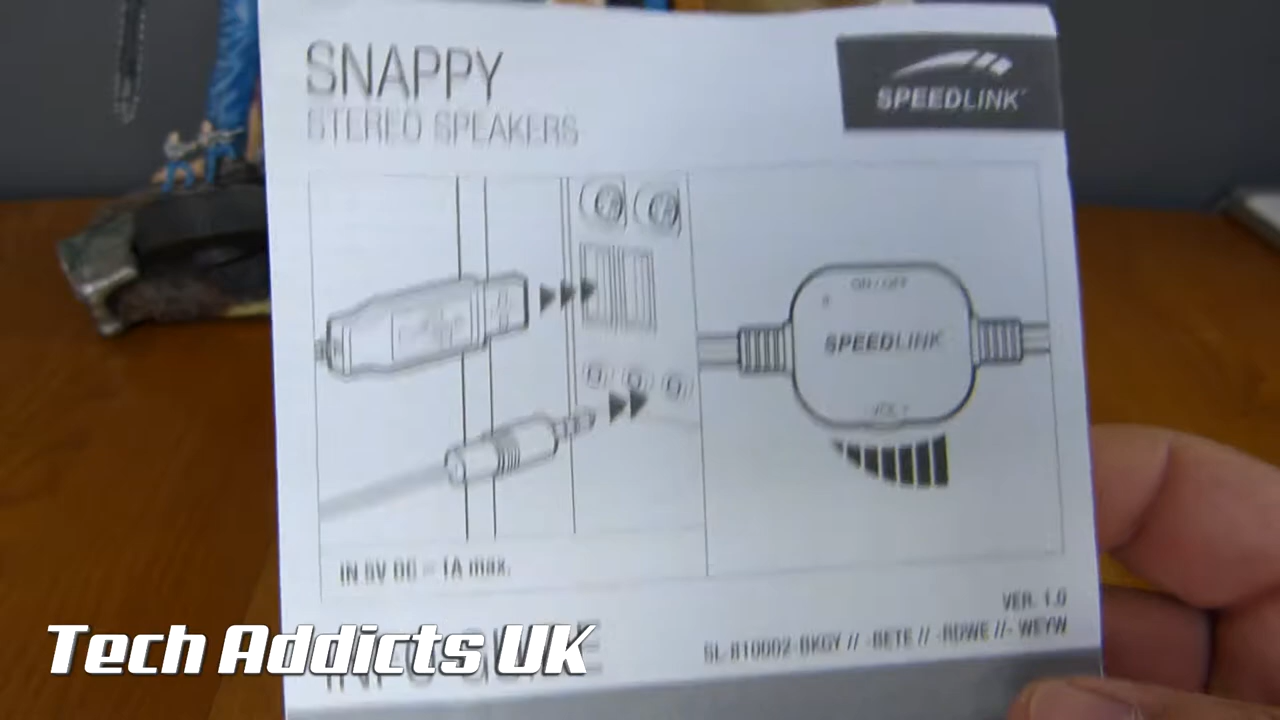 SNAPPY
STEREO SPEAKERS
SPEEDLINK
ON / OFF
SPEEDLINK
VOL
IN 5V DC – 1A max.
VER. 1.0
SL-810002-BKGY // -BETE // -RDWE //- WEYW
Tech Addicts UK